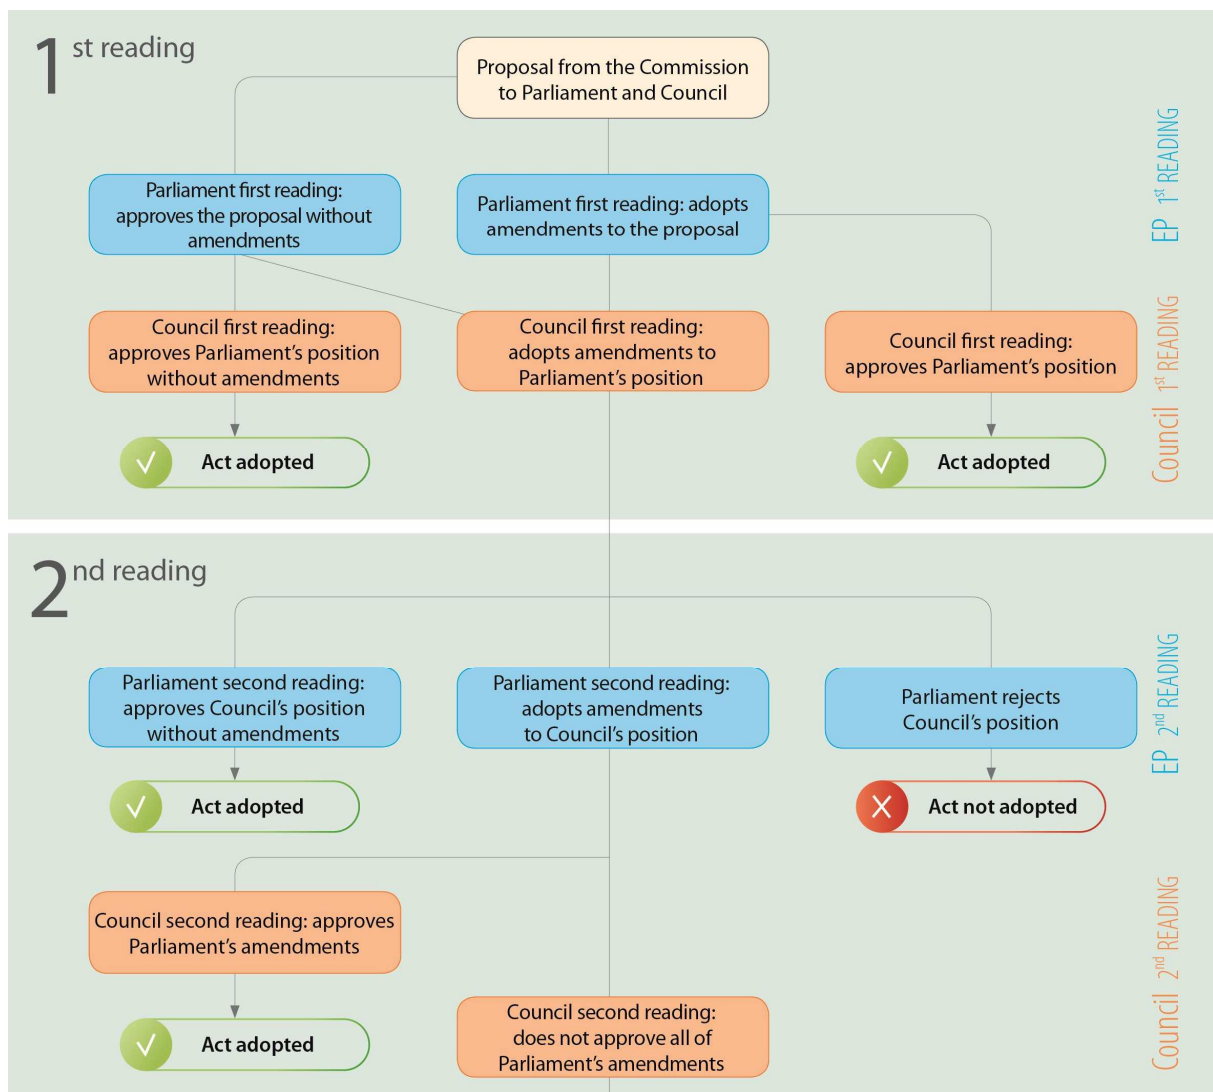 1st reading
Proposal from the Commission
to Parliament and Council
EP 1st READING
Parliament first reading:
approves the proposal without
amendments
Parliament first reading: adopts
amendments to the proposal
Council 1st READING
Council first reading:
approves Parliament's position
without amendments
Council first reading:
adopts amendments to
Parliament's position
Council first reading:
approves Parliament's position
Act adopted
Act adopted
2nd reading
EP 2nd READING
Parliament second reading:
approves Council's position
without amendments
Parliament second reading:
adopts amendments
to Council's position
Parliament rejects
Council's position
Act adopted
Act not adopted
Council 2nd READING
Council second reading: approves
Parliament's amendments
Act adopted
Council second reading:
does not approve all of
Parliament's amendments